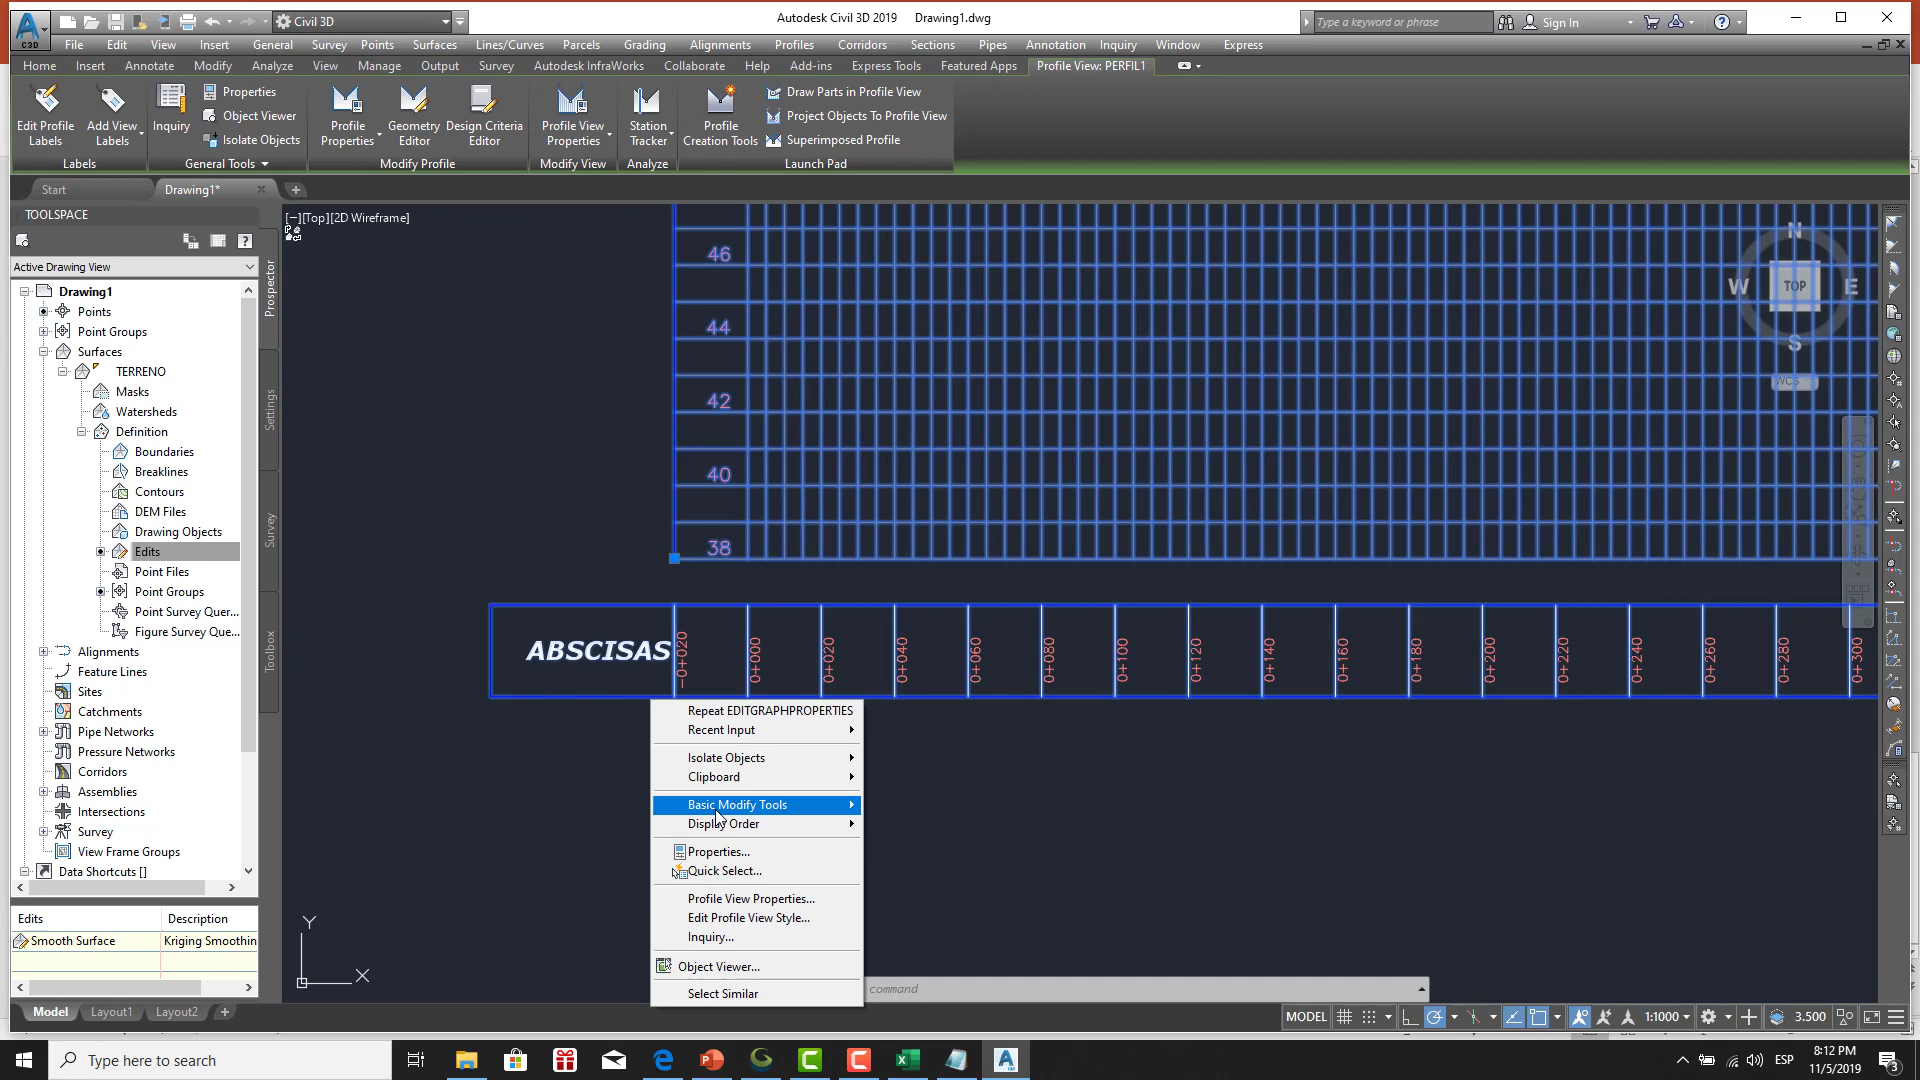 C3D
Civil 3D
Autodesk Civil 3D 2019 Drawing1.dwg
Type a keyword or phrase
Sign In
File Edit View Insert General Survey Points Surfaces Lines/Curves Parcels Grading Alignments Profiles Corridors Sections Pipes Annotation Inquiry Window Express
Home Insert Annotate Modify Analyze View Manage Output Survey Autodesk InfraWorks Collaborate Help Add-ins Express Tools Featured Apps Profile View: PERFIL1
Edit Profile Labels
Add View Labels
Labels
Inquiry
Properties
Object Viewer
Isolate Objects
General Tools
Profile Properties
Geometry Editor
Design Criteria Editor
Modify Profile
Profile View Properties
Modify View
Station Tracker
Analyze
Profile Creation Tools
Draw Parts in Profile View
Project Objects To Profile View
Superimposed Profile
Launch Pad
Start
Drawing1*
TOOLSPACE
Active Drawing View
Drawing1
Points
Point Groups
Surfaces
TERRENO
Masks
Watersheds
Definition
Boundaries
Breaklines
Contours
DEM Files
Drawing Objects
Edits
Point Files
Point Groups
Point Survey Quer...
Figure Survey Que...
Alignments
Feature Lines
Sites
Catchments
Pipe Networks
Pressure Networks
Corridors
Assemblies
Intersections
Survey
View Frame Groups
Data Shortcuts []
Prospector
Settings
Survey
Toolbox
Edits Description
Smooth Surface Kriging Smoothin
[−][Top][2D Wireframe]
46
44
42
40
38
N
W TOP E
S
WCS
ABSCISAS
−0+020 0+000 0+020 0+040 0+060 0+080 0+100 0+120 0+140 0+160 0+180 0+200 0+220 0+240 0+260 0+280 0+300
Repeat EDITGRAPHPROPERTIES
Recent Input
Isolate Objects
Clipboard
Basic Modify Tools
Display Order
Properties...
Quick Select...
Profile View Properties...
Edit Profile View Style...
Inquiry...
Object Viewer...
Select Similar
Y
X
command
Model Layout1 Layout2
MODEL
1:1000
3.500
Type here to search
ESP
8:12 PM
11/5/2019
3